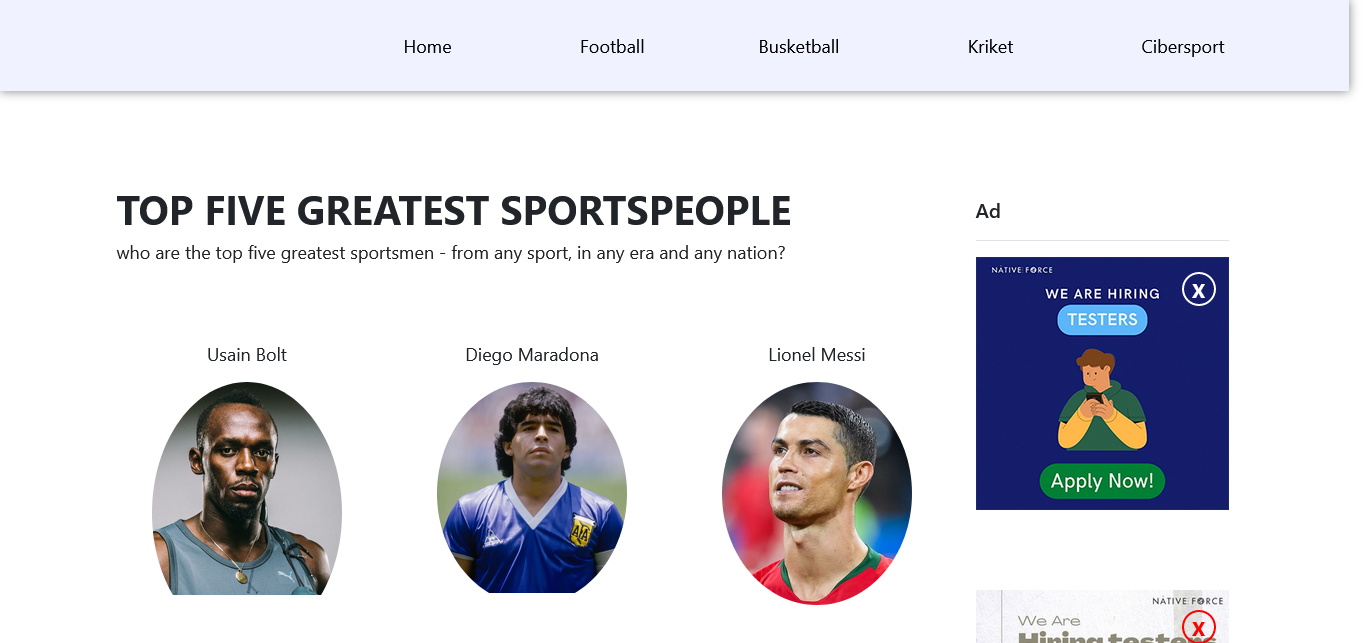 Home Football Busketball Kriket Cibersport
TOP FIVE GREATEST SPORTSPEOPLE
who are the top five greatest sportsmen - from any sport, in any era and any nation?
Usain Bolt Diego Maradona Lionel Messi
AFA
Ad
NATIVE FORCE
WE ARE HIRING
X
TESTERS
Apply Now!
NATIVE FORCE
We Are
X
Hiring testers